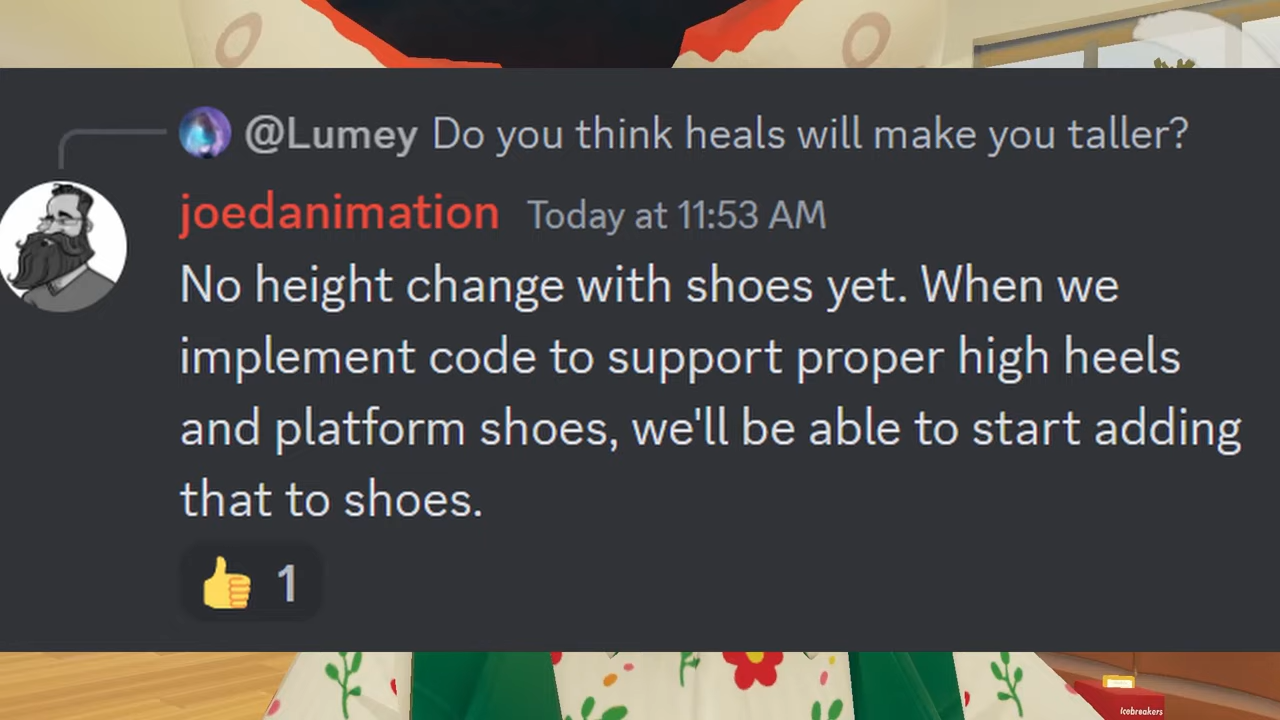 @Lumey Do you think heals will make you taller?
joedanimation Today at 11:53 AM
No height change with shoes yet. When we
implement code to support proper high heels
and platform shoes, we'll be able to start adding
that to shoes.
👍 1
Icebreakers